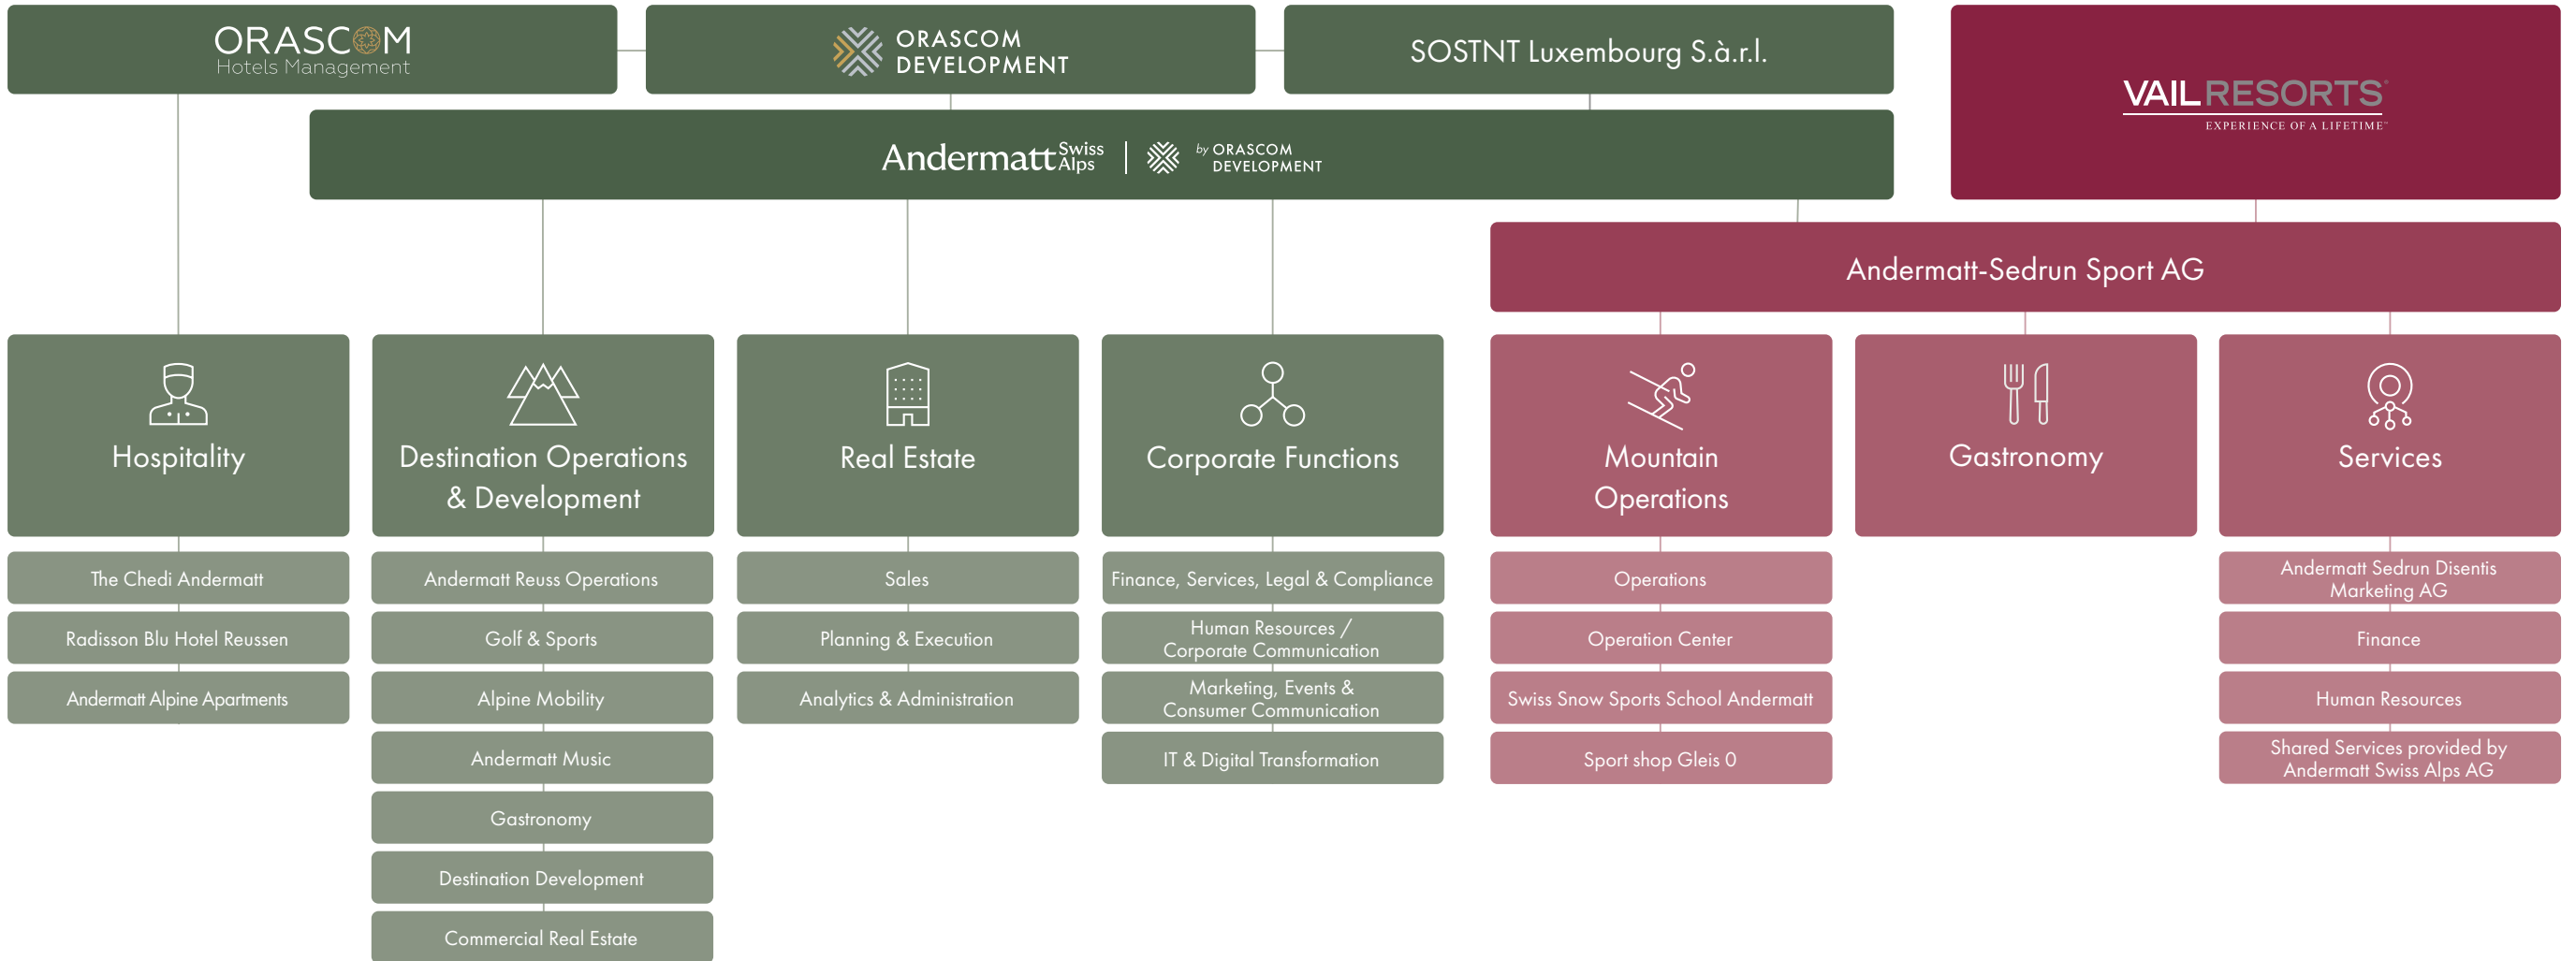 ORASCOM
Hotels Management
ORASCOM
DEVELOPMENT
SOSTNT Luxembourg S.à.r.l.
VAIL RESORTS®
EXPERIENCE OF A LIFETIME™
Andermatt Swiss
Alps
by ORASCOM
DEVELOPMENT
Andermatt-Sedrun Sport AG
Hospitality
Destination Operations
& Development
Real Estate
Corporate Functions
Mountain
Operations
Gastronomy
Services
The Chedi Andermatt
Radisson Blu Hotel Reussen
Andermatt Alpine Apartments
Andermatt Reuss Operations
Golf & Sports
Alpine Mobility
Andermatt Music
Gastronomy
Destination Development
Commercial Real Estate
Sales
Planning & Execution
Analytics & Administration
Finance, Services, Legal & Compliance
Human Resources /
Corporate Communication
Marketing, Events &
Consumer Communication
IT & Digital Transformation
Operations
Operation Center
Swiss Snow Sports School Andermatt
Sport shop Gleis 0
Andermatt Sedrun Disentis
Marketing AG
Finance
Human Resources
Shared Services provided by
Andermatt Swiss Alps AG